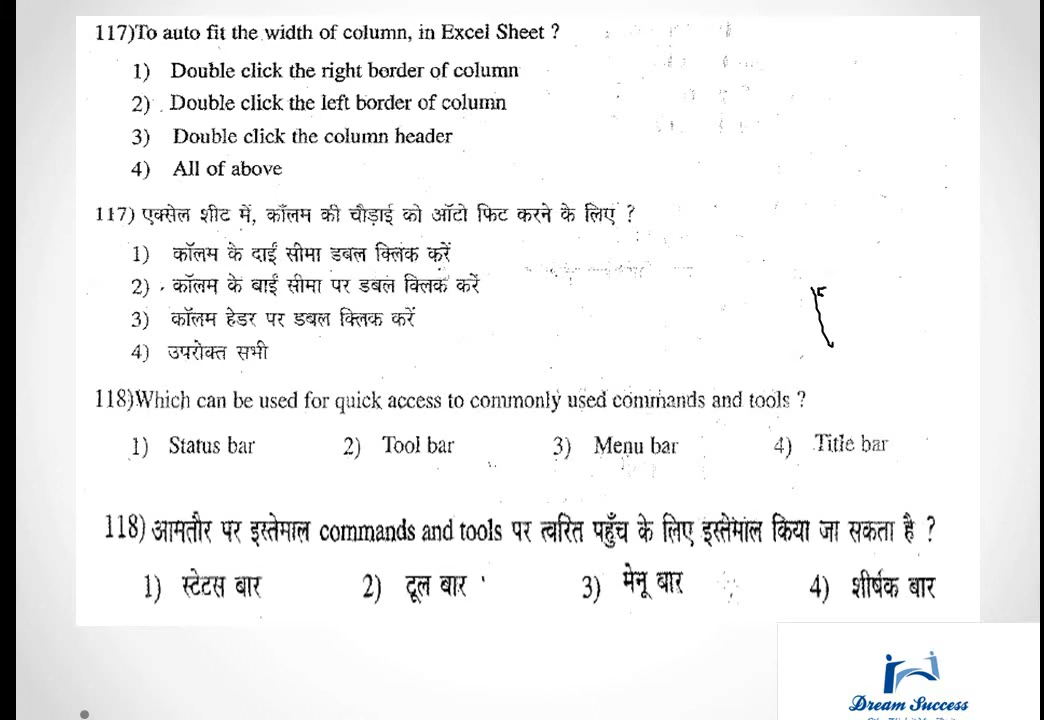 117)To auto fit the width of column, in Excel Sheet ?
1) Double click the right border of column
2) Double click the left border of column
3) Double click the column header
4) All of above
117) एक्सेल शीट में, कॉलम की चौड़ाई को ऑटो फिट करने के लिए ?
1) कॉलम के दाईं सीमा डबल क्लिक करें
2) कॉलम के बाईं सीमा पर डबल क्लिक करें
3) कॉलम हेडर पर डबल क्लिक करें
4) उपरोक्त सभी
118)Which can be used for quick access to commonly used commands and tools ?
1) Status bar 2) Tool bar 3) Menu bar 4) Title bar
118) आमतौर पर इस्तेमाल commands and tools पर त्वरित पहुँच के लिए इस्तेमाल किया जा सकता है ?
1) स्टेटस बार 2) टूल बार 3) मेनू बार 4) शीर्षक बार
Dream Success